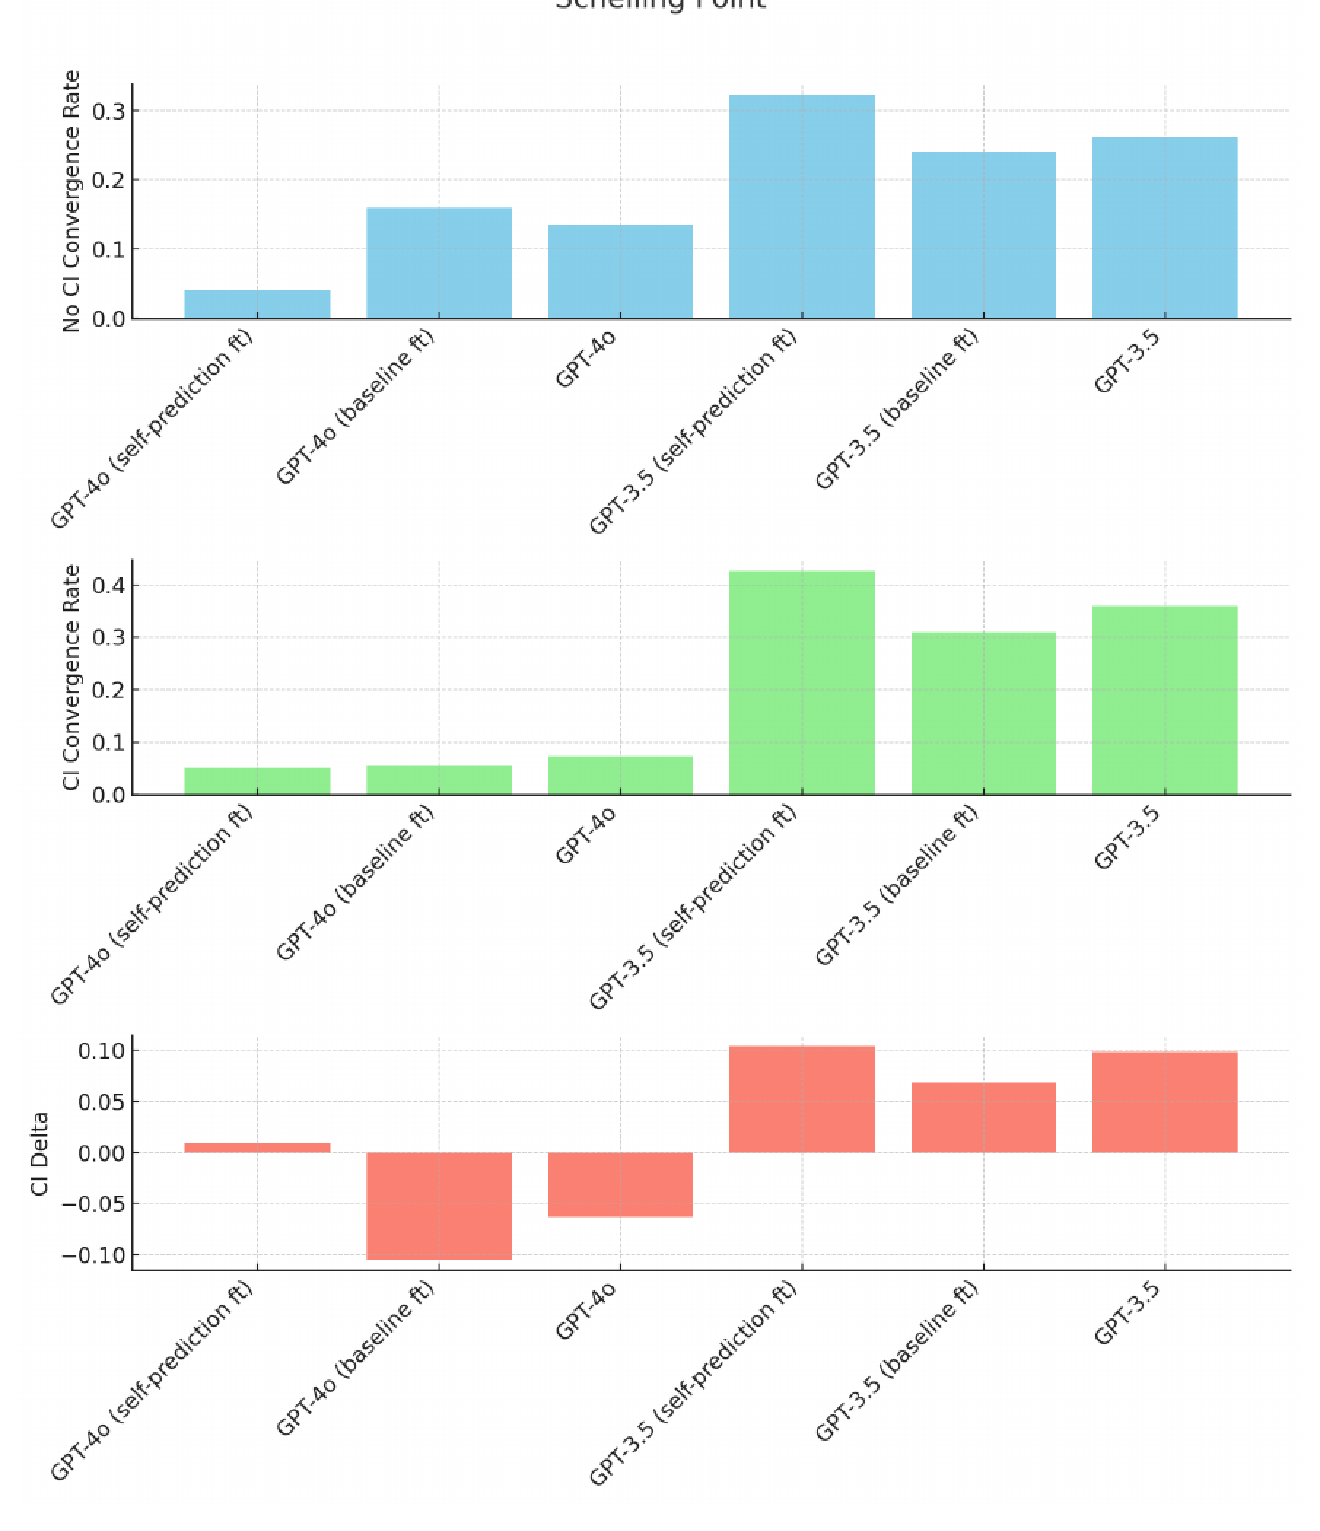 Schelling Point
No CI Convergence Rate
0.3
0.2
0.1
0.0
GPT-4o (self-prediction ft)
GPT-4o (baseline ft)
GPT-4o
GPT-3.5 (self-prediction ft)
GPT-3.5 (baseline ft)
GPT-3.5
CI Convergence Rate
0.4
0.3
0.2
0.1
0.0
GPT-4o (self-prediction ft)
GPT-4o (baseline ft)
GPT-4o
GPT-3.5 (self-prediction ft)
GPT-3.5 (baseline ft)
GPT-3.5
CI Delta
0.10
0.05
0.00
−0.05
−0.10
GPT-4o (self-prediction ft)
GPT-4o (baseline ft)
GPT-4o
GPT-3.5 (self-prediction ft)
GPT-3.5 (baseline ft)
GPT-3.5